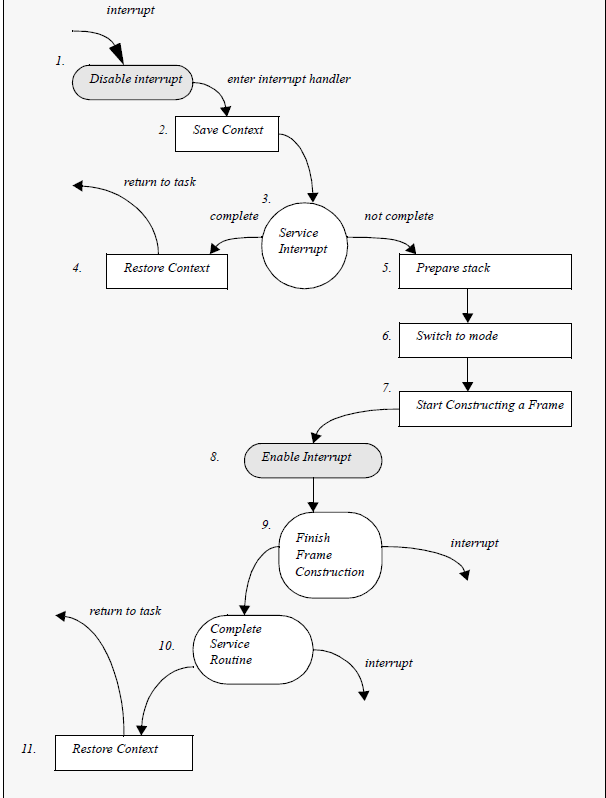 interrupt
1.
Disable interrupt
enter interrupt handler
2.
Save Context
return to task
3.
complete
not complete
Service
Interrupt
4.
Restore Context
5.
Prepare stack
6.
Switch to mode
7.
Start Constructing a Frame
8.
Enable Interrupt
9.
Finish
Frame
Construction
interrupt
return to task
10.
Complete
Service
Routine
interrupt
11.
Restore Context